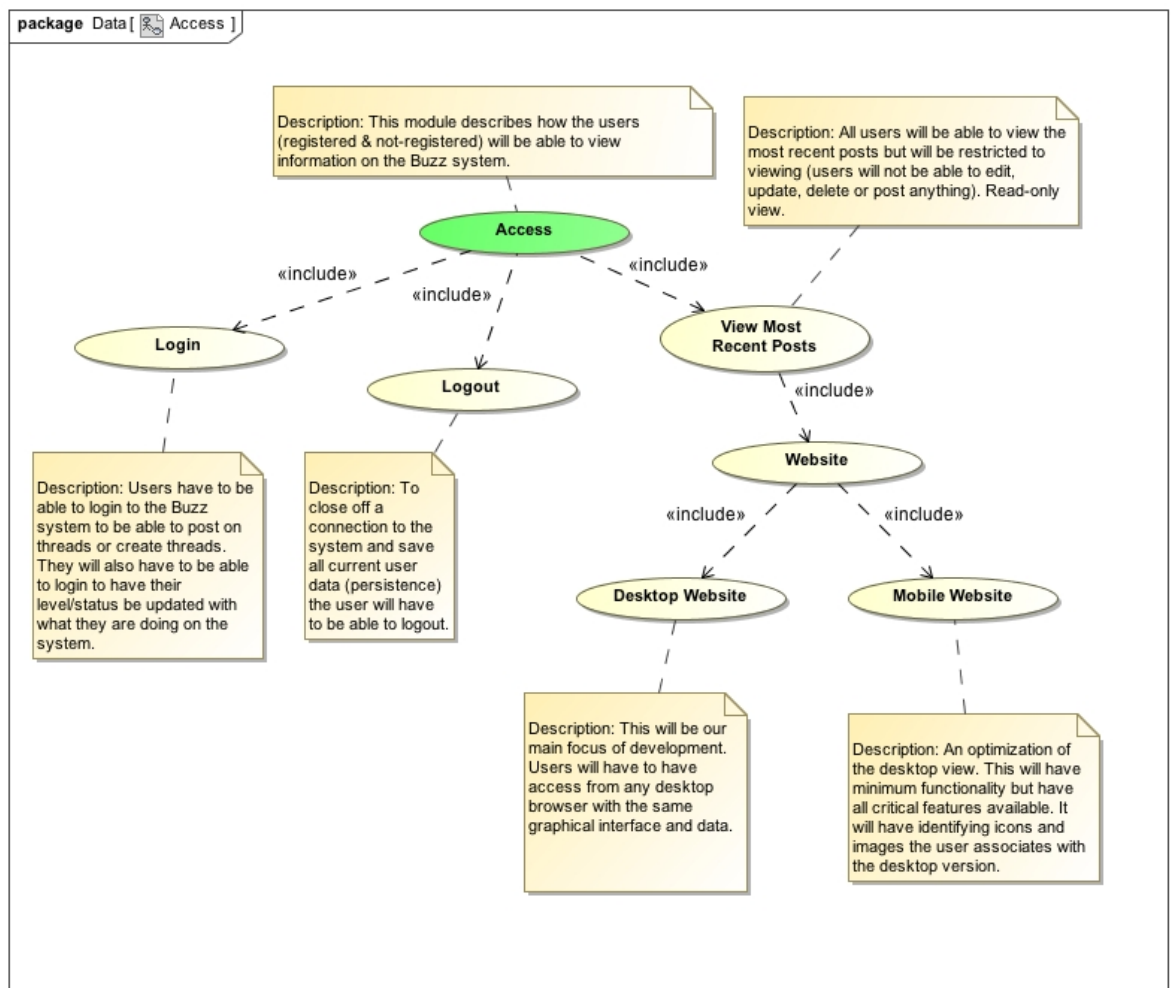 package Data[ Access ]
Description: This module describes how the users
(registered & not-registered) will be able to view
information on the Buzz system.
Description: All users will be able to view the
most recent posts but will be restricted to
viewing (users will not be able to edit,
update, delete or post anything). Read-only
view.
Access
«include»
«include»
«include»
Login
Logout
View Most
Recent Posts
«include»
Website
Description: Users have to be
able to login to the Buzz
system to be able to post on
threads or create threads.
They will also have to be able
to login to have their
level/status be updated with
what they are doing on the
system.
Description: To
close off a
connection to the
system and save
all current user
data (persistence)
the user will have
to be able to logout.
«include»
«include»
Desktop Website
Mobile Website
Description: This will be our
main focus of development.
Users will have to have
access from any desktop
browser with the same
graphical interface and data.
Description: An optimization of
the desktop view. This will have
minimum functionality but have
all critical features available. It
will have identifying icons and
images the user associates with
the desktop version.